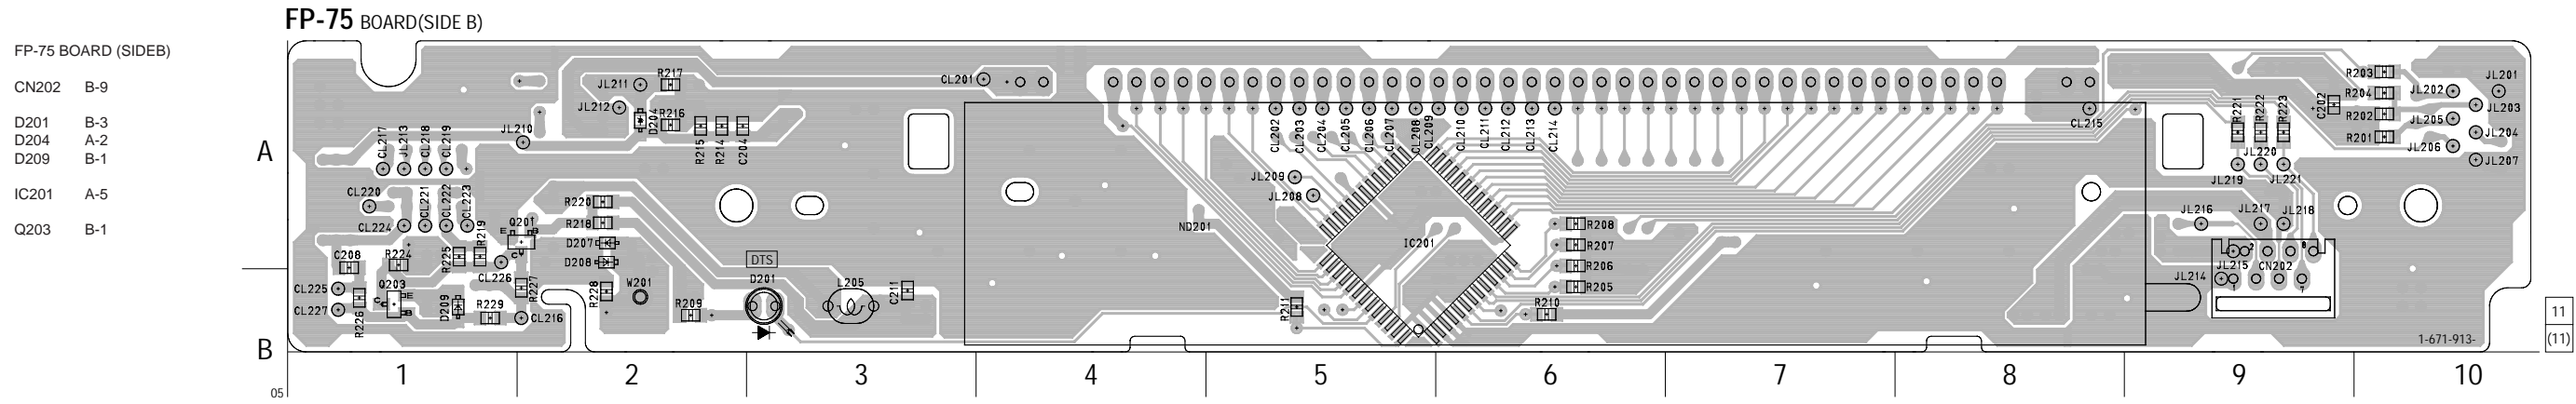 FP-75 BOARD(SIDE B)
FP-75 BOARD (SIDEB)
CN202 B-9
D201 B-3
D204 A-2
D209 B-1
IC201 A-5
Q203 B-1
A
B
CL217
JL213
CL218
CL219
JL210
JL211
JL212
R217
R216
D204
R215
R214
C204
CL201
CL220
CL221
CL222
CL223
CL224
R219
R225
Q201
E
B
C
R220
R218
D207
D208
C208
R224
CL226
CL225
CL227
R226
Q203
C
E
B
D209
R229
R227
CL216
R228
W201
R209
DTS
D201
L205
C211
ND201
CL202
CL203
CL204
CL205
CL206
CL207
CL208
CL209
CL210
CL211
CL212
CL213
CL214
CL215
JL209
JL208
IC201
R208
R207
R206
R205
R210
R211
R221
R222
R223
C202
R203
R204
R202
R201
JL201
JL202
JL203
JL205
JL204
JL206
JL207
JL220
JL219
JL221
JL216
JL217
JL218
2
8
JL215
CN202
JL214
1
7
1-671-913-
11
(11)
05
1 2 3 4 5 6 7 8 9 10